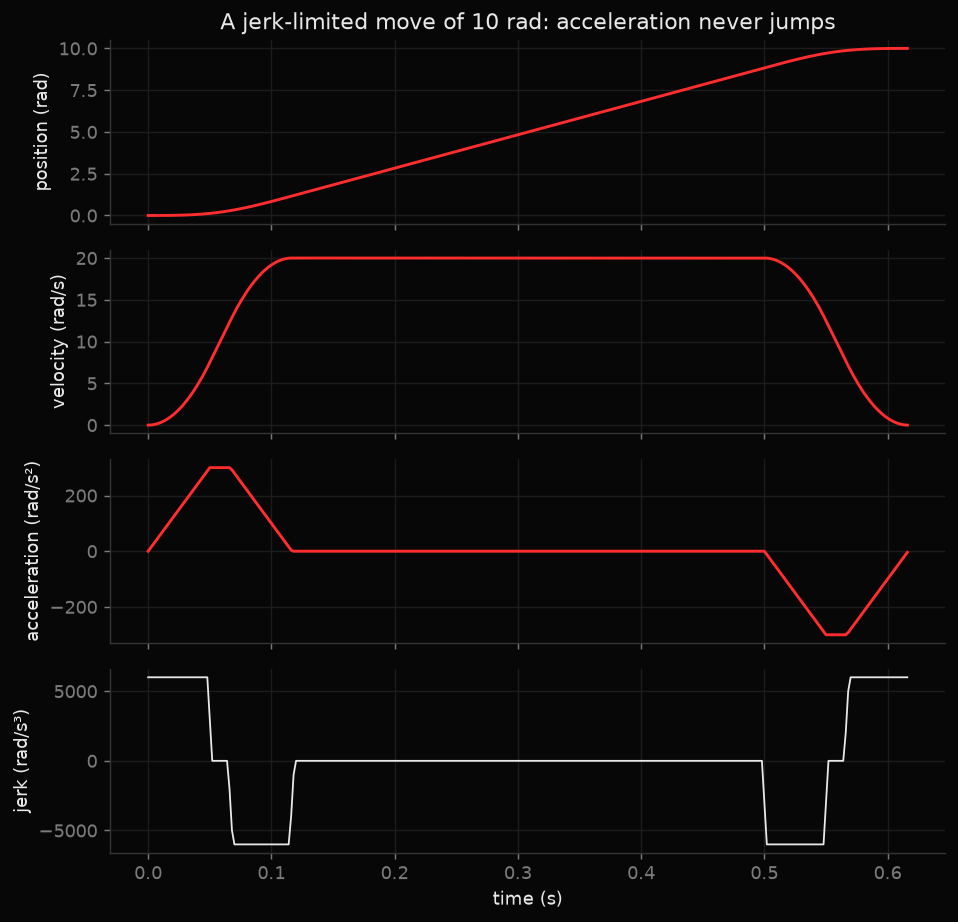 A jerk-limited move of 10 rad: acceleration never jumps
10.0
7.5
5.0
2.5
0.0
position (rad)
20
15
10
5
0
velocity (rad/s)
200
0
−200
acceleration (rad/s²)
5000
0
−5000
jerk (rad/s³)
0.0 0.1 0.2 0.3 0.4 0.5 0.6
time (s)